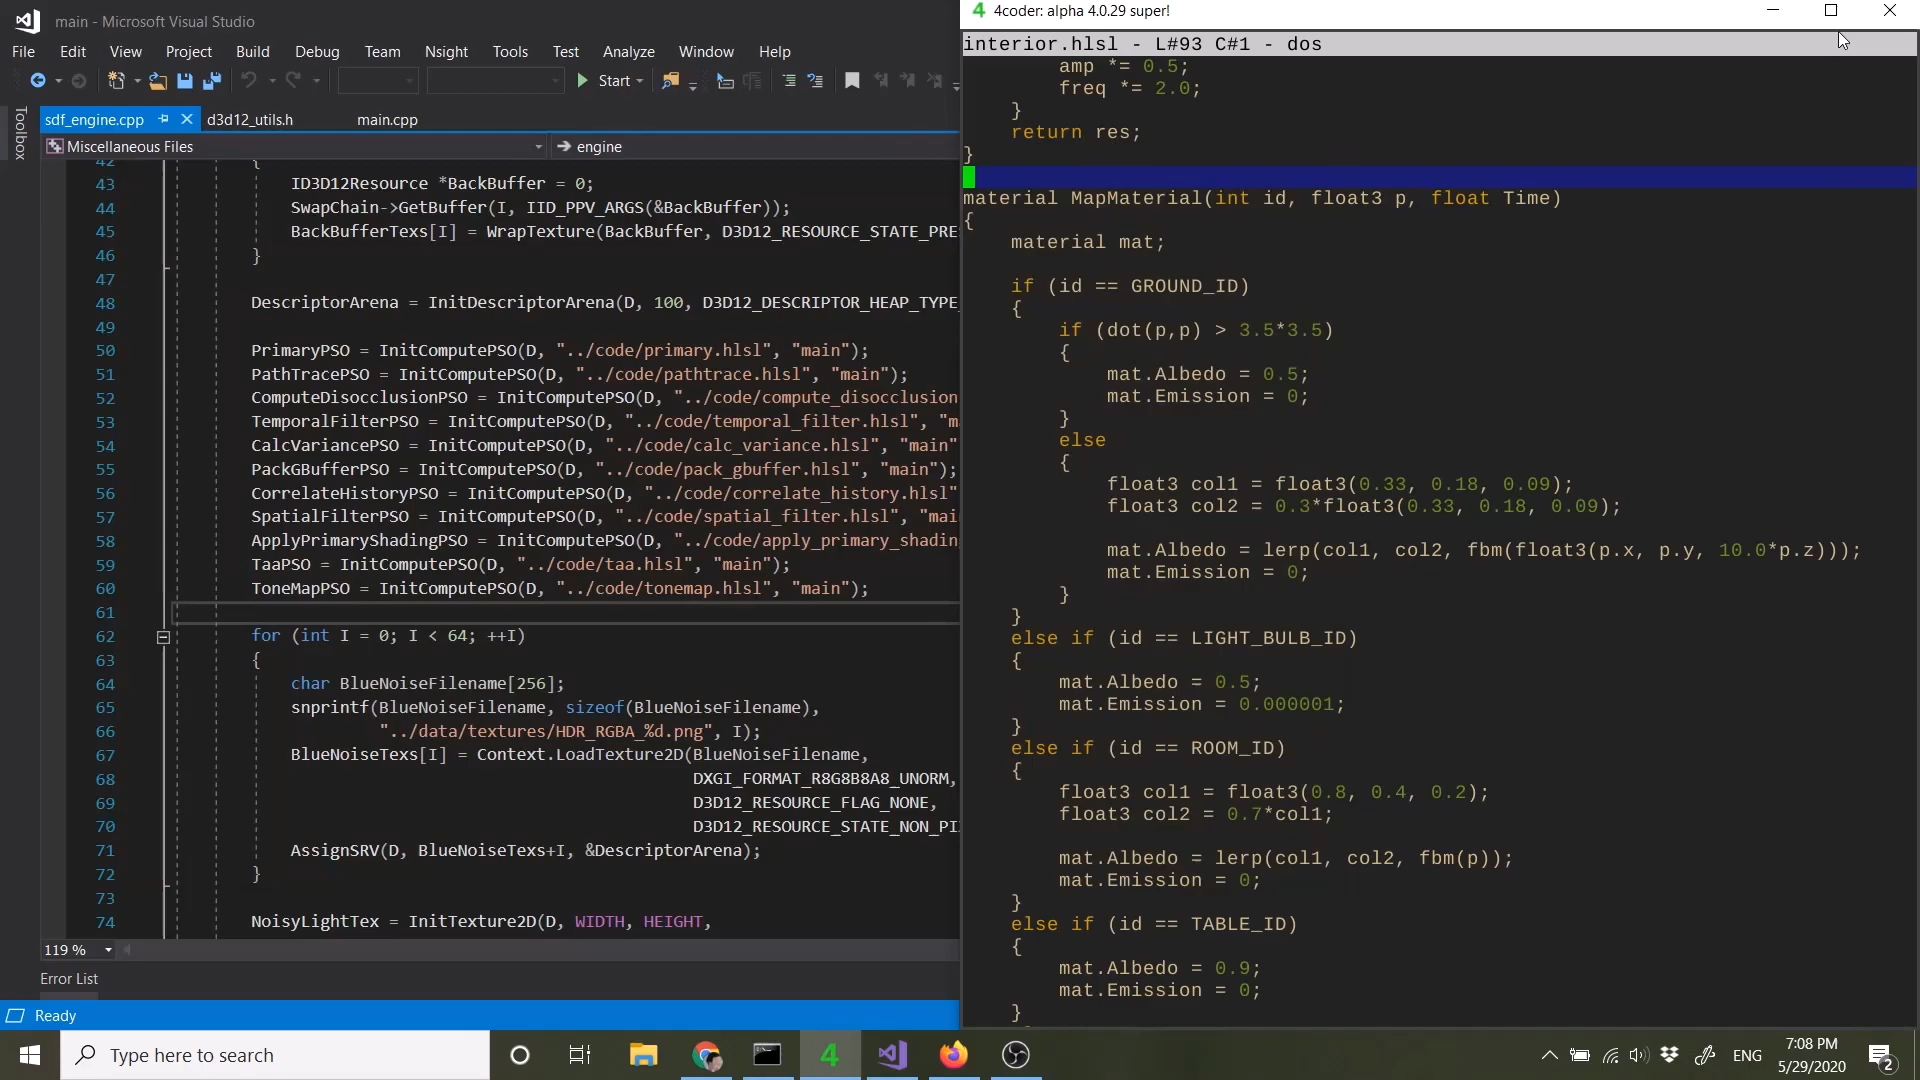 main - Microsoft Visual Studio
File Edit View Project Build Debug Team Nsight Tools Test Analyze Window Help
Start
Toolbox
sdf_engine.cpp d3d12_utils.h main.cpp
Miscellaneous Files engine
42 {
43 ID3D12Resource *BackBuffer = 0;
44 SwapChain->GetBuffer(I, IID_PPV_ARGS(&BackBuffer));
45 BackBufferTexs[I] = WrapTexture(BackBuffer, D3D12_RESOURCE_STATE_PRE
46 }
47
48 DescriptorArena = InitDescriptorArena(D, 100, D3D12_DESCRIPTOR_HEAP_TYPE_
49
50 PrimaryPSO = InitComputePSO(D, "../code/primary.hlsl", "main");
51 PathTracePSO = InitComputePSO(D, "../code/pathtrace.hlsl", "main");
52 ComputeDisocclusionPSO = InitComputePSO(D, "../code/compute_disocclusion
53 TemporalFilterPSO = InitComputePSO(D, "../code/temporal_filter.hlsl", "ma
54 CalcVariancePSO = InitComputePSO(D, "../code/calc_variance.hlsl", "main"
55 PackGBufferPSO = InitComputePSO(D, "../code/pack_gbuffer.hlsl", "main");
56 CorrelateHistoryPSO = InitComputePSO(D, "../code/correlate_history.hlsl"
57 SpatialFilterPSO = InitComputePSO(D, "../code/spatial_filter.hlsl", "mai
58 ApplyPrimaryShadingPSO = InitComputePSO(D, "../code/apply_primary_shading
59 TaaPSO = InitComputePSO(D, "../code/taa.hlsl", "main");
60 ToneMapPSO = InitComputePSO(D, "../code/tonemap.hlsl", "main");
61
62 for (int I = 0; I < 64; ++I)
63 {
64 char BlueNoiseFilename[256];
65 snprintf(BlueNoiseFilename, sizeof(BlueNoiseFilename),
66 "../data/textures/HDR_RGBA_%d.png", I);
67 BlueNoiseTexs[I] = Context.LoadTexture2D(BlueNoiseFilename,
68 DXGI_FORMAT_R8G8B8A8_UNORM,
69 D3D12_RESOURCE_FLAG_NONE,
70 D3D12_RESOURCE_STATE_NON_PI
71 AssignSRV(D, BlueNoiseTexs+I, &DescriptorArena);
72 }
73
74 NoisyLightTex = InitTexture2D(D, WIDTH, HEIGHT,
119 %
Error List
Ready
4coder: alpha 4.0.29 super!
interior.hlsl - L#93 C#1 - dos
amp *= 0.5;
freq *= 2.0;
}
return res;
}
material MapMaterial(int id, float3 p, float Time)
{
material mat;
if (id == GROUND_ID)
{
if (dot(p,p) > 3.5*3.5)
{
mat.Albedo = 0.5;
mat.Emission = 0;
}
else
{
float3 col1 = float3(0.33, 0.18, 0.09);
float3 col2 = 0.3*float3(0.33, 0.18, 0.09);
mat.Albedo = lerp(col1, col2, fbm(float3(p.x, p.y, 10.0*p.z)));
mat.Emission = 0;
}
}
else if (id == LIGHT_BULB_ID)
{
mat.Albedo = 0.5;
mat.Emission = 0.000001;
}
else if (id == ROOM_ID)
{
float3 col1 = float3(0.8, 0.4, 0.2);
float3 col2 = 0.7*col1;
mat.Albedo = lerp(col1, col2, fbm(p));
mat.Emission = 0;
}
else if (id == TABLE_ID)
{
mat.Albedo = 0.9;
mat.Emission = 0;
}
Type here to search
4
ENG
7:08 PM
5/29/2020
2